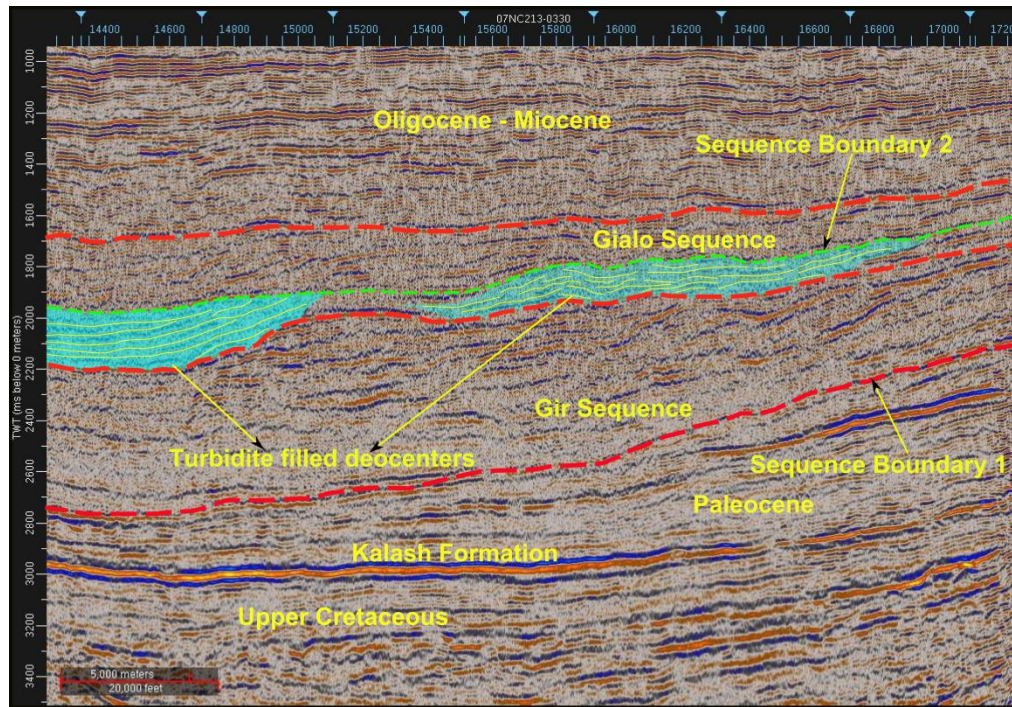 07NC213-0330
14400 14600 14800 15000 15200 15400 15600 15800 16000 16200 16400 16600 16800 17000 1720
1000
Oligocene - Miocene
1200
Sequence Boundary 2
1400
1600
Gialo Sequence
1800
2000
TWT (ms below 0 meters)
2200
Gir Sequence
2400
Turbidite filled deocenters
Sequence Boundary 1
2600
Paleocene
2800
Kalash Formation
3000
Upper Cretaceous
3200
3400
5,000 meters
20,000 feet